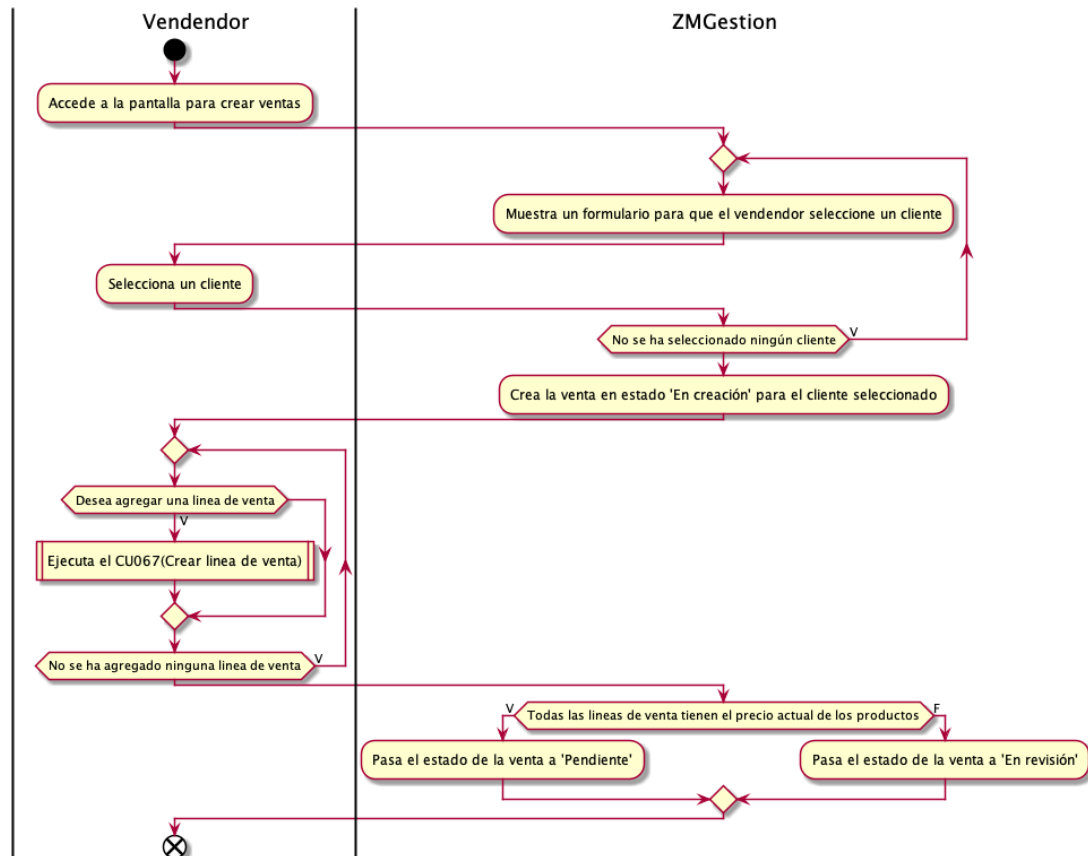 Vendendor
ZMGestion
Accede a la pantalla para crear ventas
Muestra un formulario para que el vendendor seleccione un cliente
Selecciona un cliente
No se ha seleccionado ningún cliente
V
Crea la venta en estado 'En creación' para el cliente seleccionado
Desea agregar una linea de venta
V
Ejecuta el CU067(Crear linea de venta)
No se ha agregado ninguna linea de venta
V
V
Todas las lineas de venta tienen el precio actual de los productos
F
Pasa el estado de la venta a 'Pendiente'
Pasa el estado de la venta a 'En revisión'